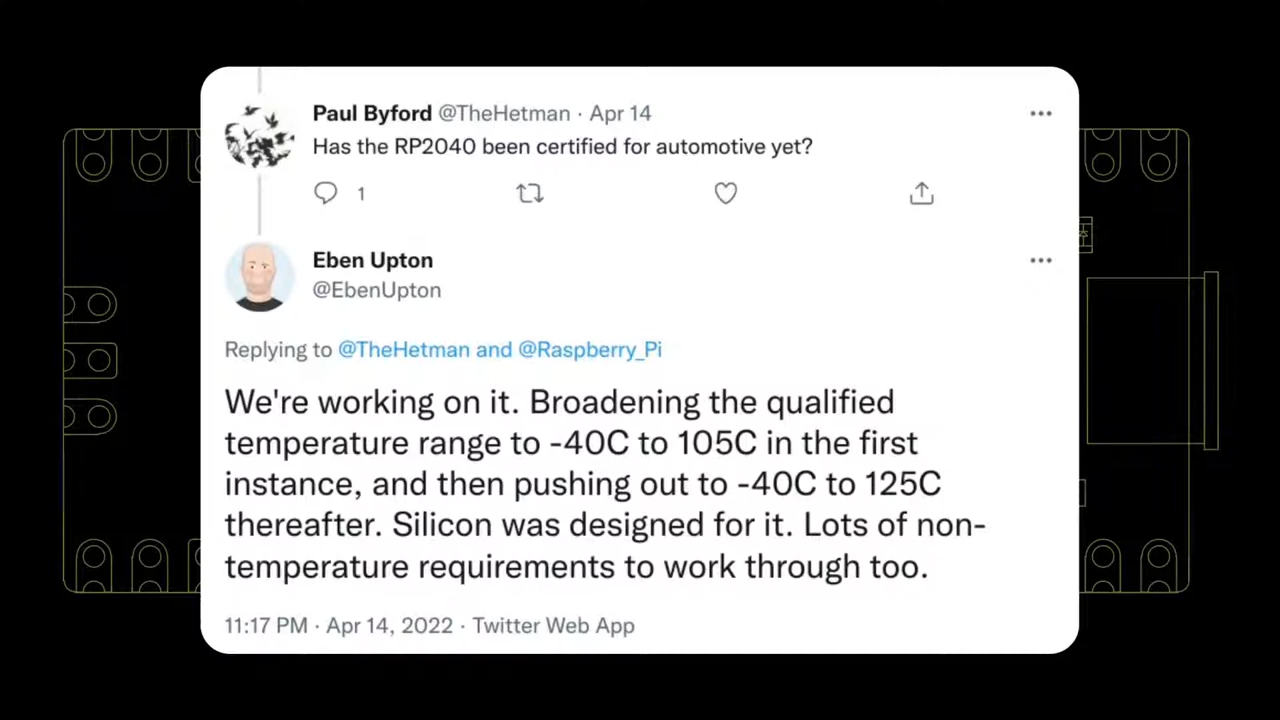 Paul Byford @TheHetman · Apr 14
Has the RP2040 been certified for automotive yet?
1
Eben Upton
@EbenUpton
Replying to @TheHetman and @Raspberry_Pi
We're working on it. Broadening the qualified
temperature range to -40C to 105C in the first
instance, and then pushing out to -40C to 125C
thereafter. Silicon was designed for it. Lots of non-
temperature requirements to work through too.
11:17 PM · Apr 14, 2022 · Twitter Web App